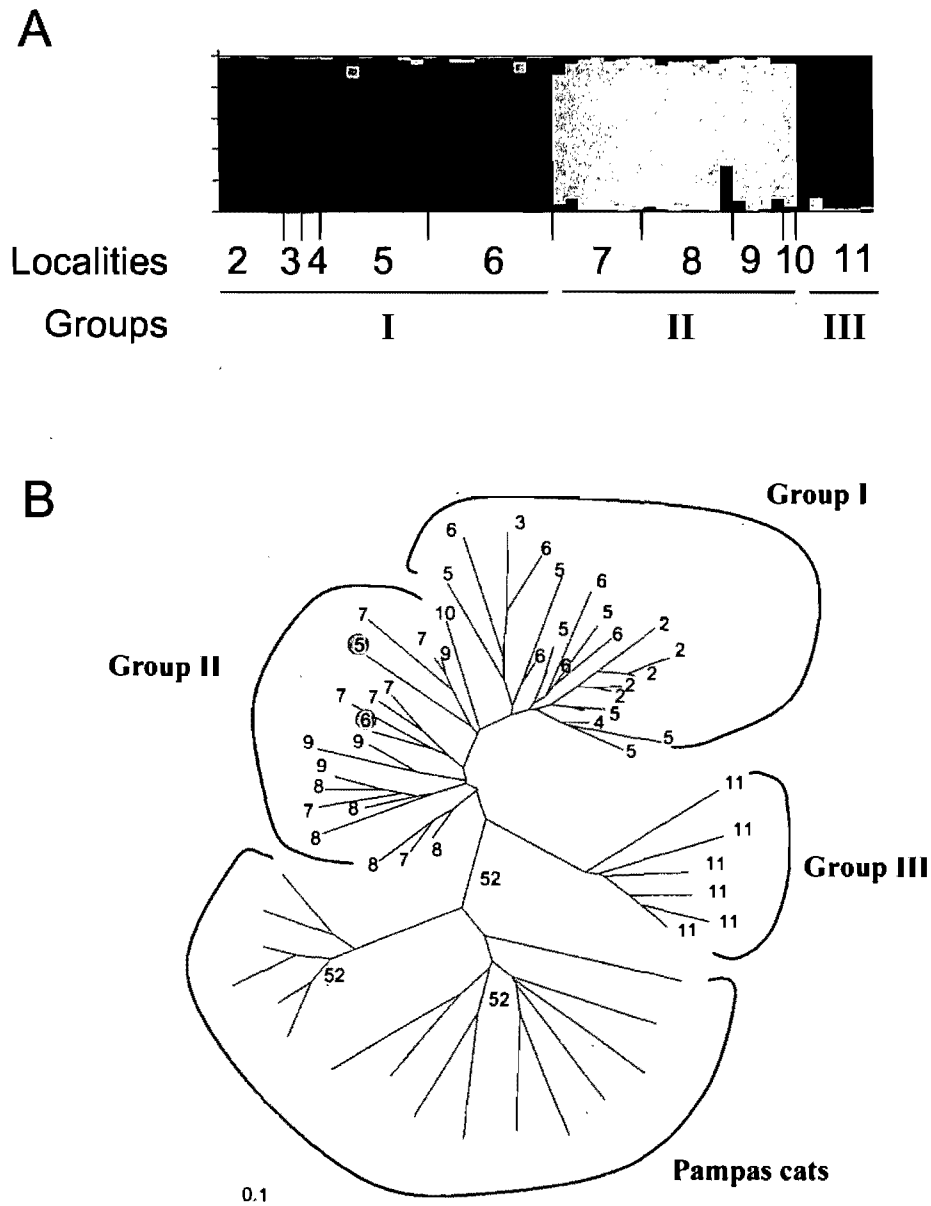 A
Localities 2 3 4 5 6 7 8 9 10 11
Groups I II III
B
Group I
6 3
6
5 5 6
7 10 5 2
5 7 5 6 2
Group II 9 6 6 2
7 7 7 2
2
6 5
9 9 4 5
9 5
8
7 8 11
8 8 11
8 7 Group III
52 11
11
11
11
52
52
Pampas cats
0.1